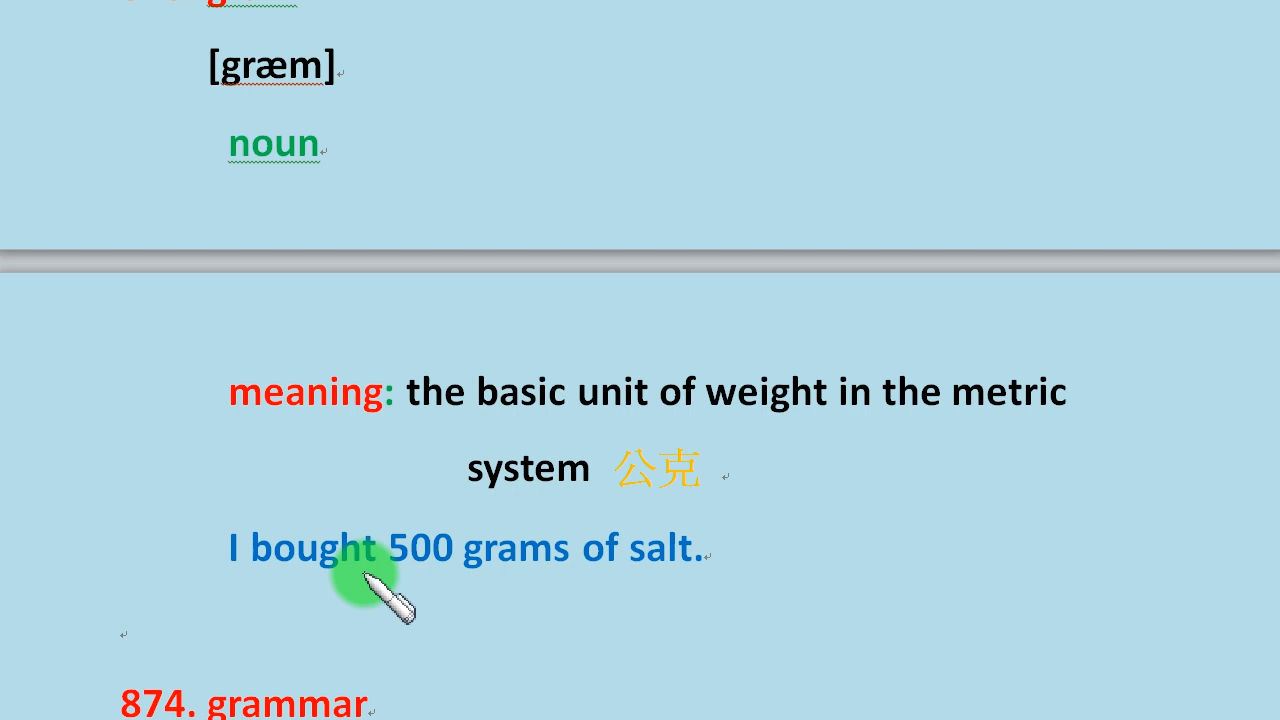 [græm]
noun
meaning: the basic unit of weight in the metric
system 公克
I bought 500 grams of salt.
874. grammar